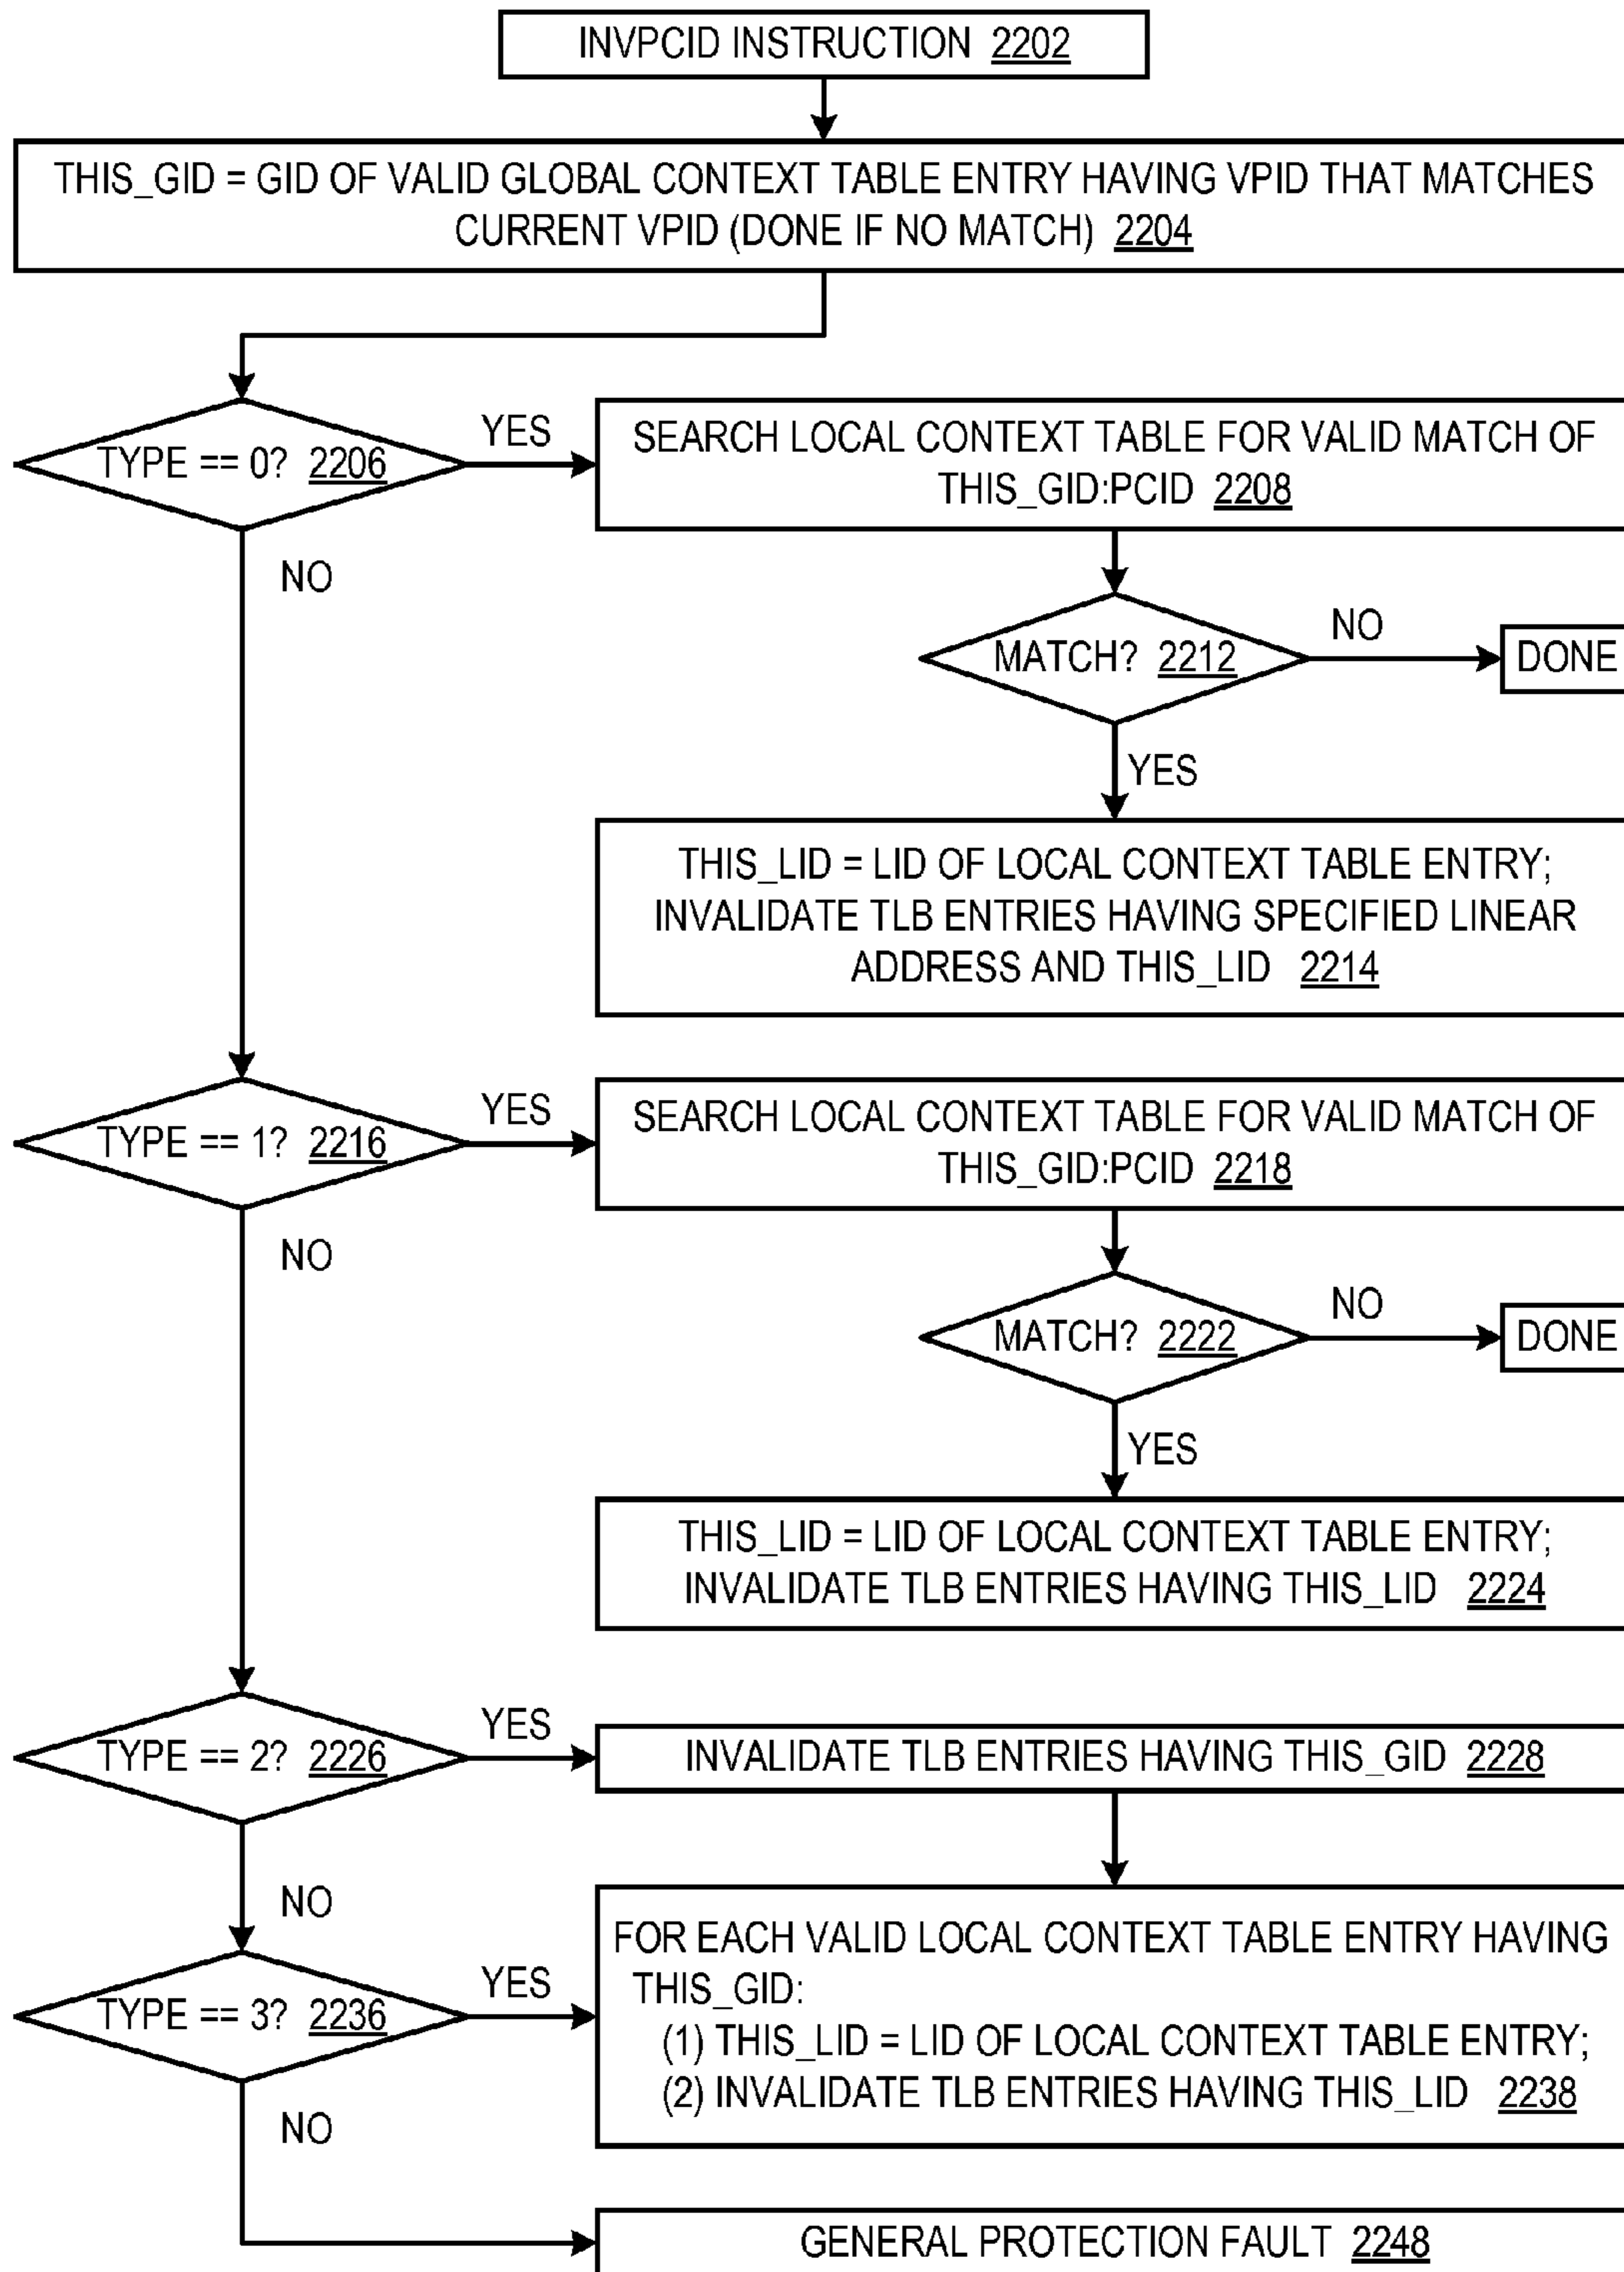 INVPCID INSTRUCTION 2202
THIS_GID = GID OF VALID GLOBAL CONTEXT TABLE ENTRY HAVING VPID THAT MATCHES
CURRENT VPID (DONE IF NO MATCH) 2204
TYPE == 0? 2206
YES
SEARCH LOCAL CONTEXT TABLE FOR VALID MATCH OF
THIS_GID:PCID 2208
NO
MATCH? 2212
NO
DONE
YES
THIS_LID = LID OF LOCAL CONTEXT TABLE ENTRY;
INVALIDATE TLB ENTRIES HAVING SPECIFIED LINEAR
ADDRESS AND THIS_LID 2214
TYPE == 1? 2216
YES
SEARCH LOCAL CONTEXT TABLE FOR VALID MATCH OF
THIS_GID:PCID 2218
NO
MATCH? 2222
NO
DONE
YES
THIS_LID = LID OF LOCAL CONTEXT TABLE ENTRY;
INVALIDATE TLB ENTRIES HAVING THIS_LID 2224
TYPE == 2? 2226
YES
INVALIDATE TLB ENTRIES HAVING THIS_GID 2228
NO
TYPE == 3? 2236
YES
FOR EACH VALID LOCAL CONTEXT TABLE ENTRY HAVING
THIS_GID:
(1) THIS_LID = LID OF LOCAL CONTEXT TABLE ENTRY;
(2) INVALIDATE TLB ENTRIES HAVING THIS_LID 2238
NO
GENERAL PROTECTION FAULT 2248